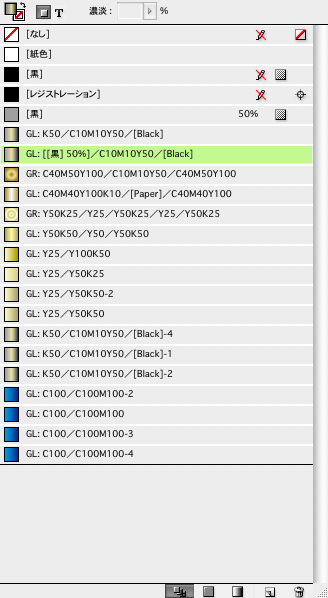 T 濃淡： %
[なし]
[紙色]
[黒]
[レジストレーション]
[黒] 50%
GL: K50／C10M10Y50／[Black]
GL: [[黒] 50%]／C10M10Y50／[Black]
GR: C40M50Y100／C10M10Y50／C40M50Y100
GL: C40M40Y100K10／[Paper]／C40M40Y100
GR: Y50K25／Y25／Y50K25／Y25／Y50K25
GL: Y50K50／Y50／Y50K50
GL: Y25／Y100K50
GL: Y25／Y50K25
GL: Y25／Y50K50-2
GL: Y25／Y50K50
GL: K50／C10M10Y50／[Black]-4
GL: K50／C10M10Y50／[Black]-1
GL: K50／C10M10Y50／[Black]-2
GL: C100／C100M100-2
GL: C100／C100M100
GL: C100／C100M100-3
GL: C100／C100M100-4